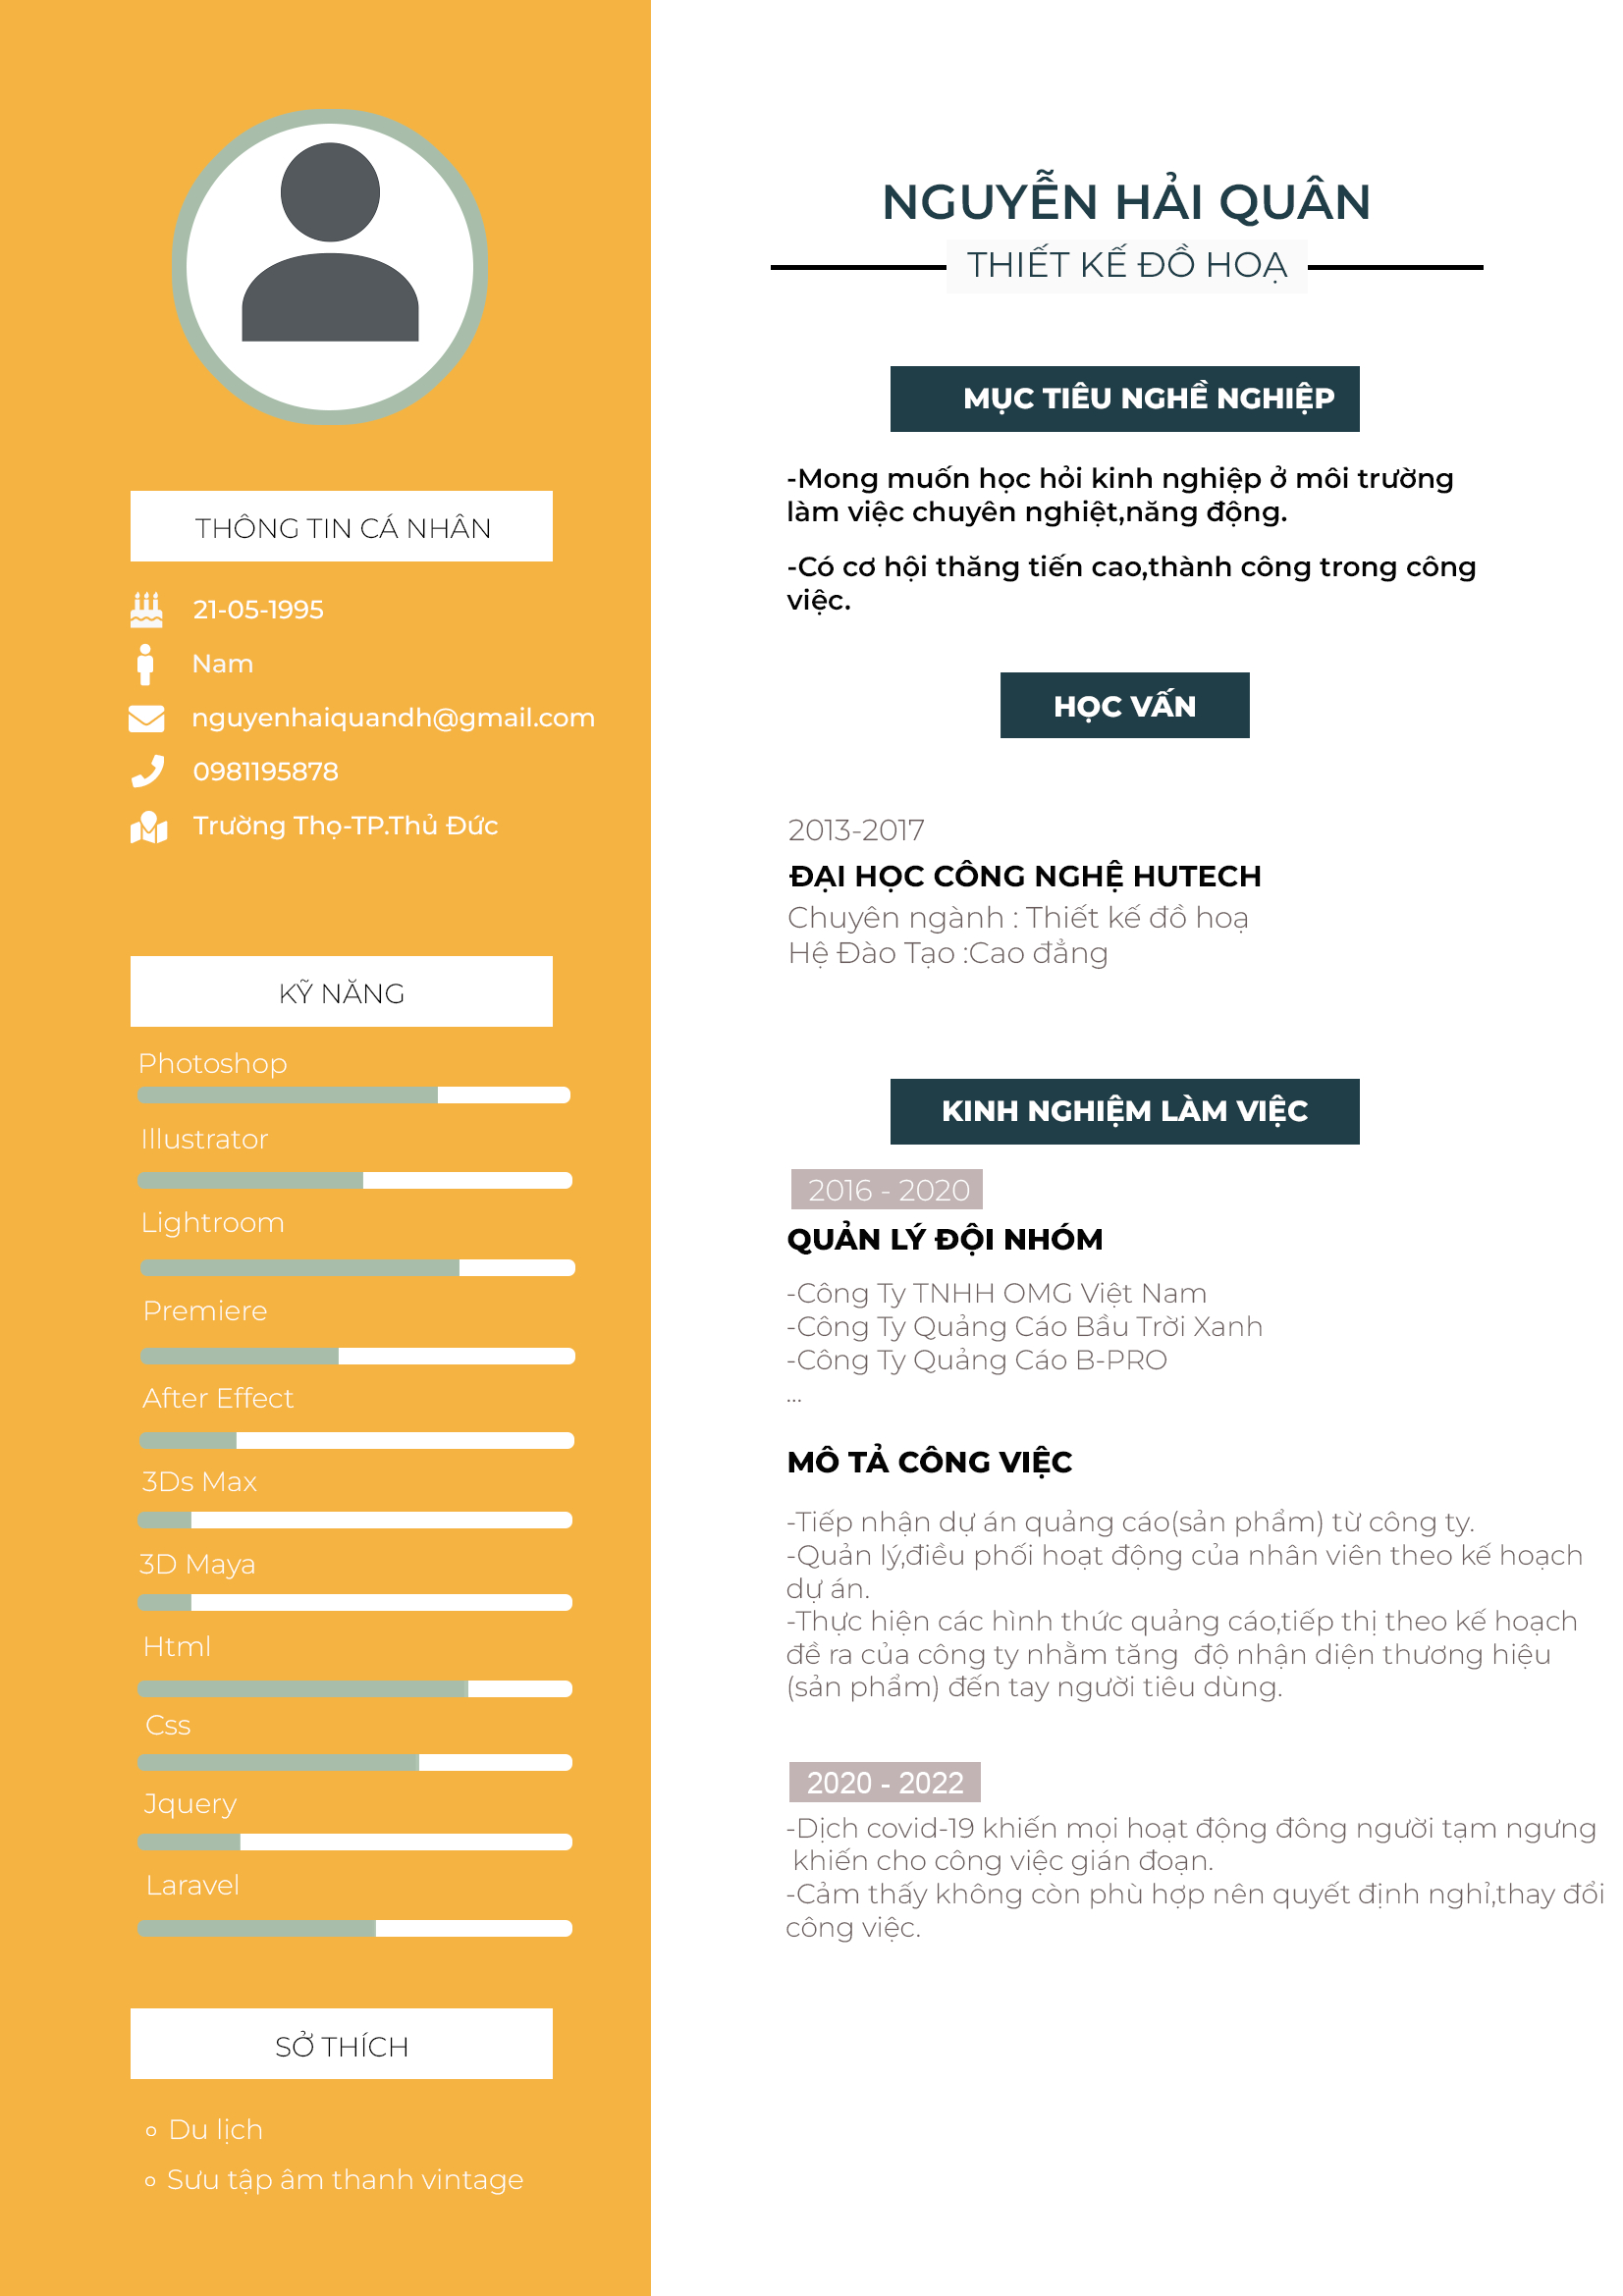 THÔNG TIN CÁ NHÂN
21-05-1995
Nam
nguyenhaiquandh@gmail.com
0981195878
Trường Thọ-TP.Thủ Đức
KỸ NĂNG
Photoshop
Illustrator
Lightroom
Premiere
After Effect
3Ds Max
3D Maya
Html
Css
Jquery
Laravel
SỞ THÍCH
Du lịch
Sưu tập âm thanh vintage
NGUYỄN HẢI QUÂN
THIẾT KẾ ĐỒ HOẠ
MỤC TIÊU NGHỀ NGHIỆP
-Mong muốn học hỏi kinh nghiệp ở môi trường
làm việc chuyên nghiệt,năng động.
-Có cơ hội thăng tiến cao,thành công trong công
việc.
HỌC VẤN
2013-2017
ĐẠI HỌC CÔNG NGHỆ HUTECH
Chuyên ngành : Thiết kế đồ hoạ
Hệ Đào Tạo :Cao đẳng
KINH NGHIỆM LÀM VIỆC
2016 - 2020
QUẢN LÝ ĐỘI NHÓM
-Công Ty TNHH OMG Việt Nam
-Công Ty Quảng Cáo Bầu Trời Xanh
-Công Ty Quảng Cáo B-PRO
...
MÔ TẢ CÔNG VIỆC
-Tiếp nhận dự án quảng cáo(sản phẩm) từ công ty.
-Quản lý,điều phối hoạt động của nhân viên theo kế hoạch
dự án.
-Thực hiện các hình thức quảng cáo,tiếp thị theo kế hoạch
đề ra của công ty nhằm tăng  độ nhận diện thương hiệu
(sản phẩm) đến tay người tiêu dùng.
2020 - 2022
-Dịch covid-19 khiến mọi hoạt động đông người tạm ngưng
khiến cho công việc gián đoạn.
-Cảm thấy không còn phù hợp nên quyết định nghỉ,thay đổi
công việc.